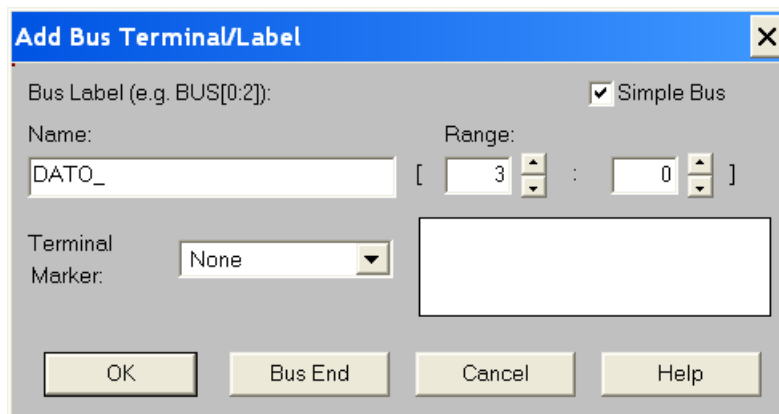 Add Bus Terminal/Label
Bus Label (e.g. BUS[0:2]):
Simple Bus
Name:
Range:
DATO_
[ 3 : 0 ]
Terminal
Marker:
None
OK
Bus End
Cancel
Help